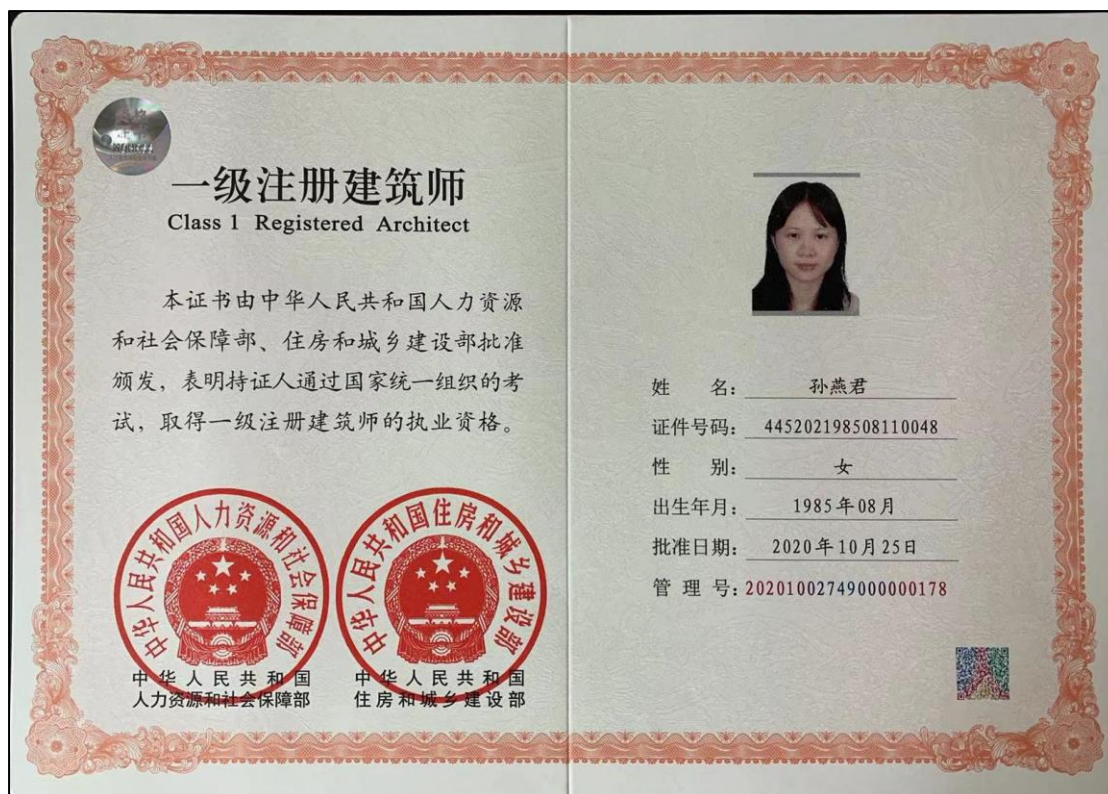 一级注册建筑师
Class 1 Registered Architect
本证书由中华人民共和国人力资源
和社会保障部、住房和城乡建设部批准
颁发，表明持证人通过国家统一组织的考
试，取得一级注册建筑师的执业资格。
中华人民共和国人力资源和社会保障部
中华人民共和国住房和城乡建设部
中华人民共和国
人力资源和社会保障部
中华人民共和国
住房和城乡建设部
姓 名： 孙燕君
证件号码： 445202198508110048
性 别： 女
出生年月： 1985年08月
批准日期： 2020年10月25日
管 理 号：20201002749000000178